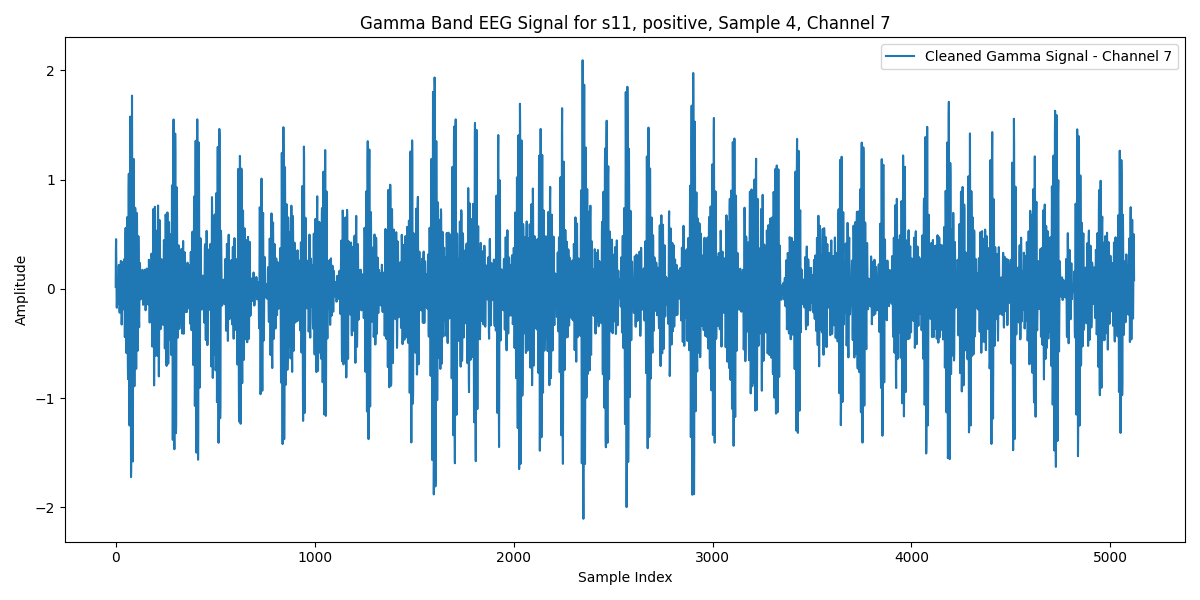 Gamma Band EEG Signal for s11, positive, Sample 4, Channel 7
Cleaned Gamma Signal - Channel 7
2
1
0
−1
−2
Amplitude
0 1000 2000 3000 4000 5000
Sample Index